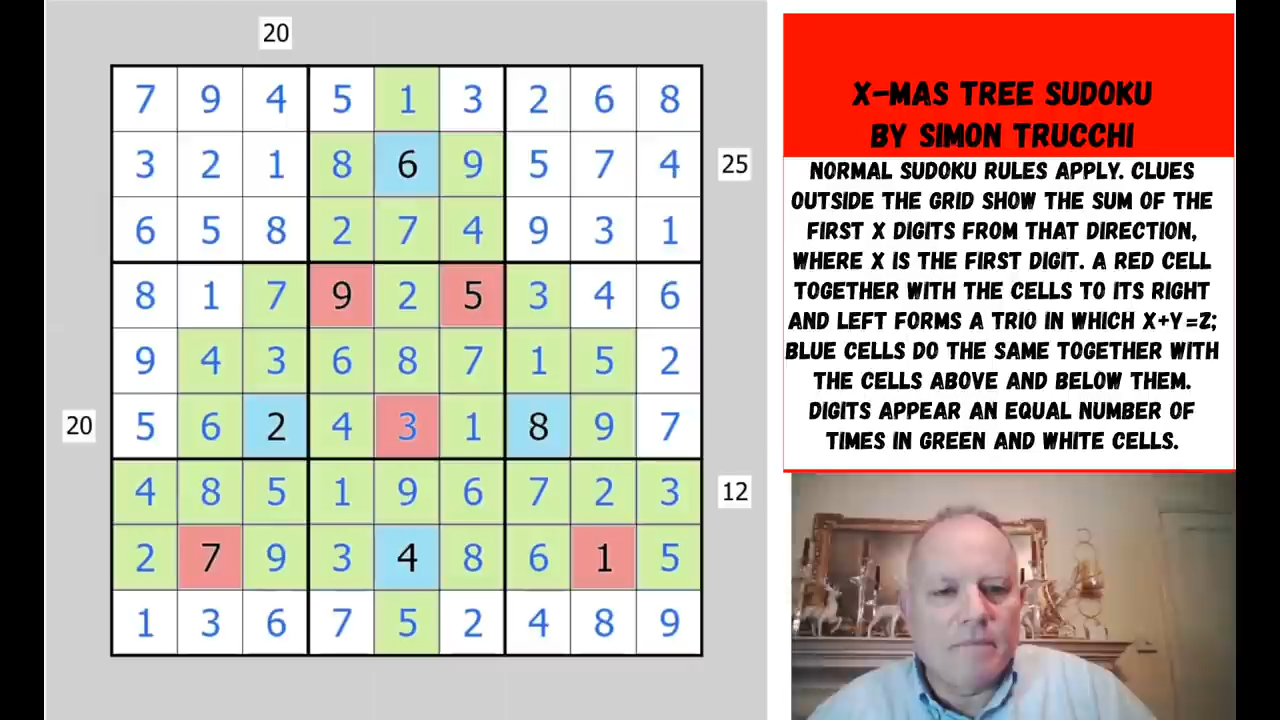 20
7 9 4 5 1 3 2 6 8
3 2 1 8 6 9 5 7 4 25
6 5 8 2 7 4 9 3 1
8 1 7 9 2 5 3 4 6
9 4 3 6 8 7 1 5 2
20 5 6 2 4 3 1 8 9 7
4 8 5 1 9 6 7 2 3 12
2 7 9 3 4 8 6 1 5
1 3 6 7 5 2 4 8 9
X-MAS TREE SUDOKU
BY SIMON TRUCCHI
NORMAL SUDOKU RULES APPLY. CLUES
OUTSIDE THE GRID SHOW THE SUM OF THE
FIRST X DIGITS FROM THAT DIRECTION,
WHERE X IS THE FIRST DIGIT. A RED CELL
TOGETHER WITH THE CELLS TO ITS RIGHT
AND LEFT FORMS A TRIO IN WHICH X+Y=Z;
BLUE CELLS DO THE SAME TOGETHER WITH
THE CELLS ABOVE AND BELOW THEM.
DIGITS APPEAR AN EQUAL NUMBER OF
TIMES IN GREEN AND WHITE CELLS.